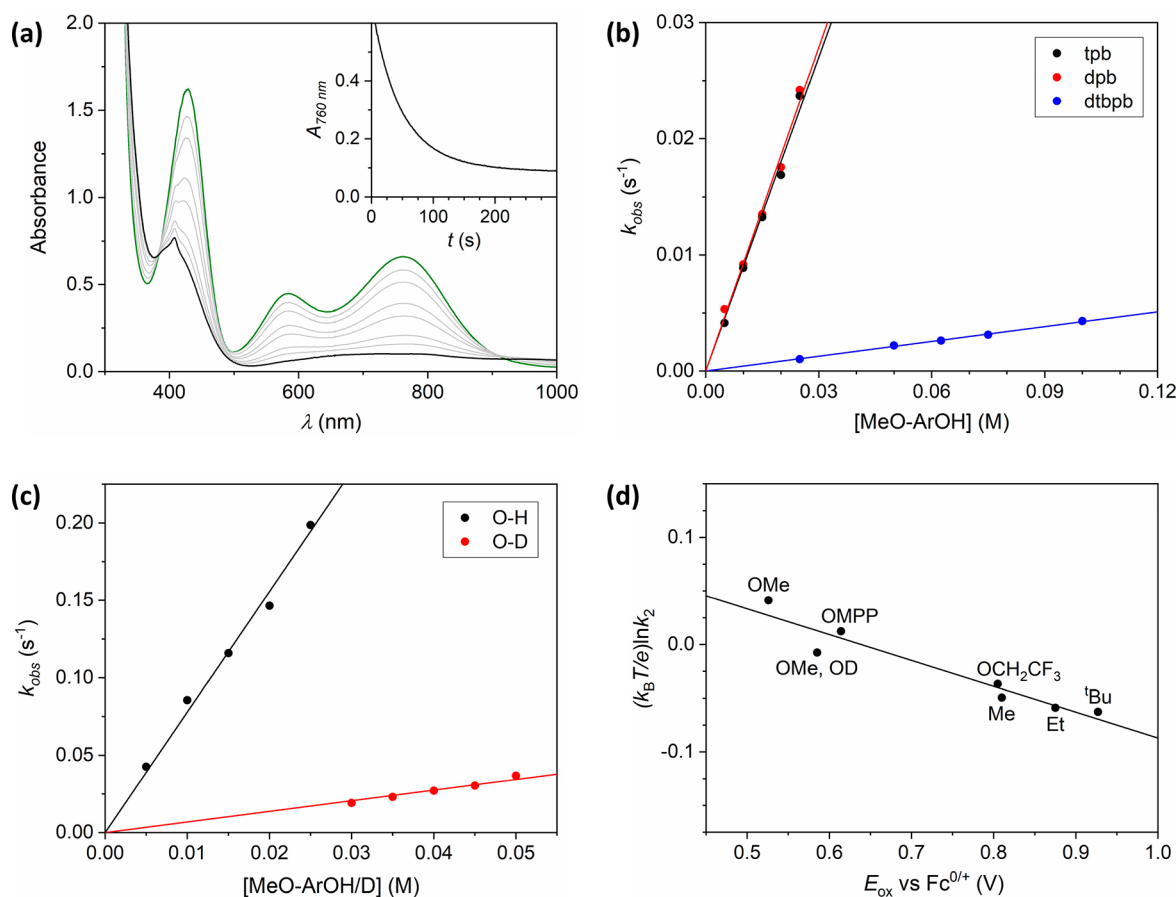 (a)
2.0
1.5
1.0
0.5
0.0
Absorbance
400
600
800
1000
λ (nm)
0.4
0.2
0.0
A760 nm
0
100
200
t (s)
(b)
0.03
0.02
0.01
0.00
kobs (s-1)
0.00
0.03
0.06
0.09
0.12
[MeO-ArOH] (M)
tpb
dpb
dtbpb
(c)
0.20
0.15
0.10
0.05
0.00
kobs (s-1)
0.00
0.01
0.02
0.03
0.04
0.05
[MeO-ArOH/D] (M)
O-H
O-D
(d)
0.1
0.0
-0.1
(kBT/e)lnk2
OMe
OMPP
OMe, OD
OCH2CF3
Me
Et
tBu
0.5
0.6
0.7
0.8
0.9
1.0
Eox vs Fc0/+ (V)